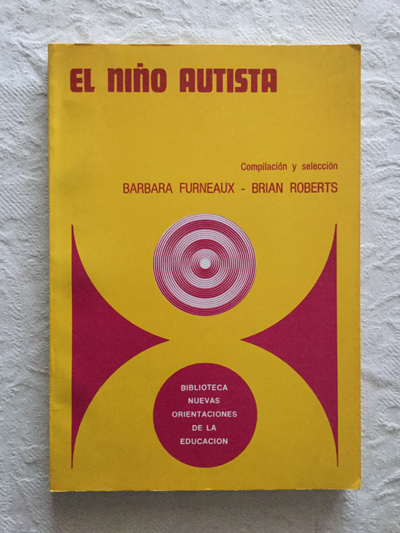 EL NIÑO AUTISTA
Compilación y selección
BARBARA FURNEAUX - BRIAN ROBERTS
BIBLIOTECA
NUEVAS
ORIENTACIONES
DE LA
EDUCACION